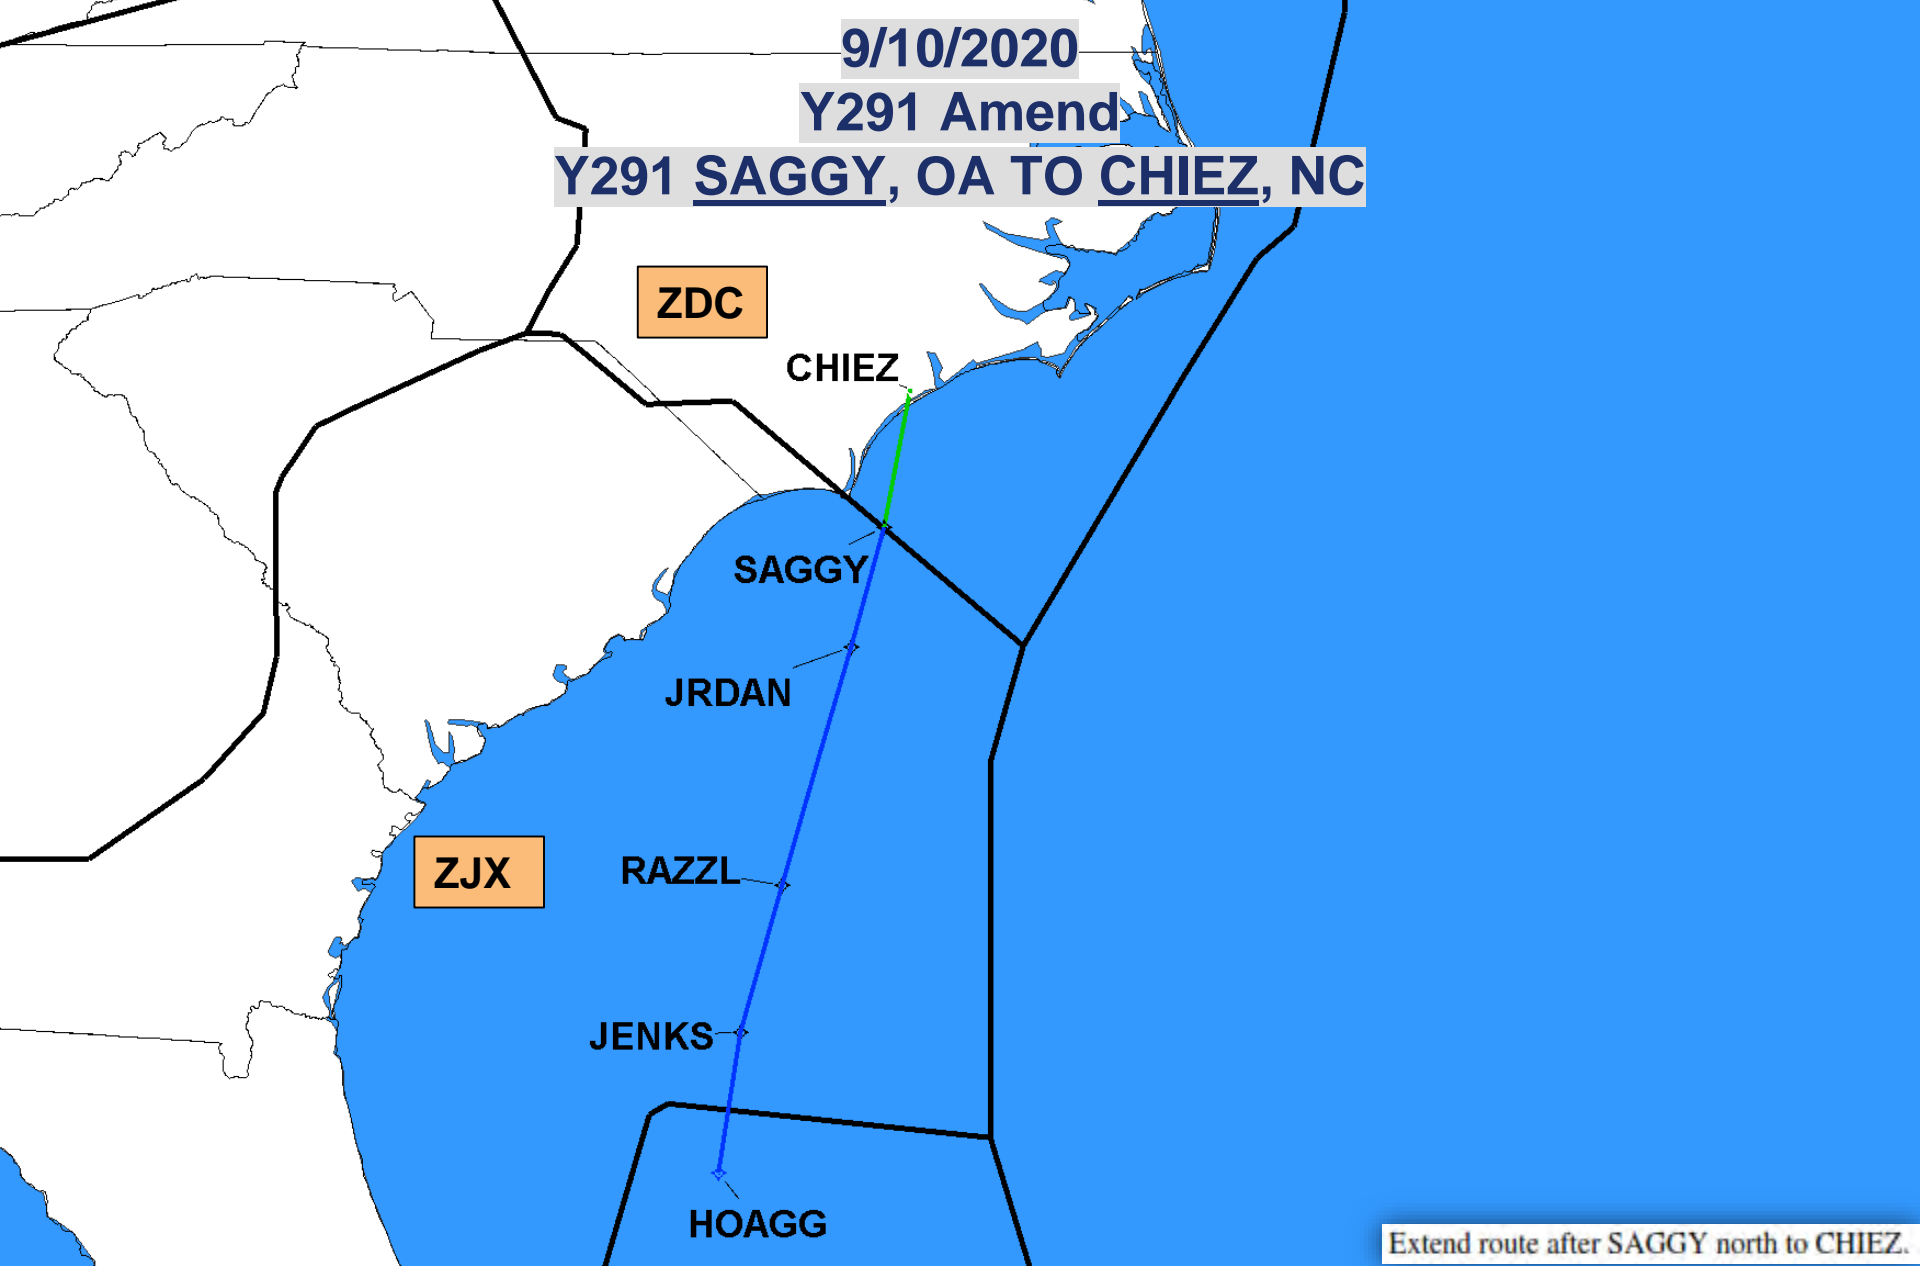 9/10/2020
Y291 Amend
Y291 SAGGY, OA TO CHIEZ, NC
ZDC
CHIEZ
SAGGY
JRDAN
RAZZL
ZJX
JENKS
HOAGG
Extend route after SAGGY north to CHIEZ.